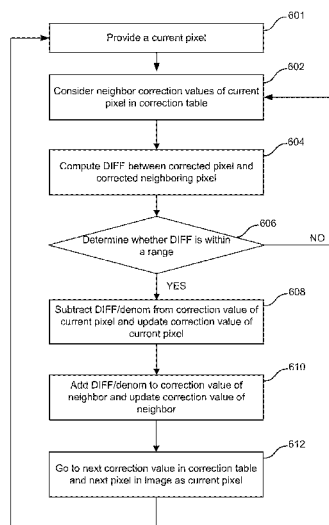 601
Provide a current pixel
602
Consider neighbor correction values of current
pixel in correction table
604
Compute DIFF between corrected pixel and
corrected neighboring pixel
606
Determine whether DIFF is within
a range
NO
YES
608
Subtract DIFF/denom from correction value of
current pixel and update correction value of
current pixel
610
Add DIFF/denom to correction value of
neighbor and update correction value of
neighbor
612
Go to next correction value in correction table
and next pixel in image as current pixel